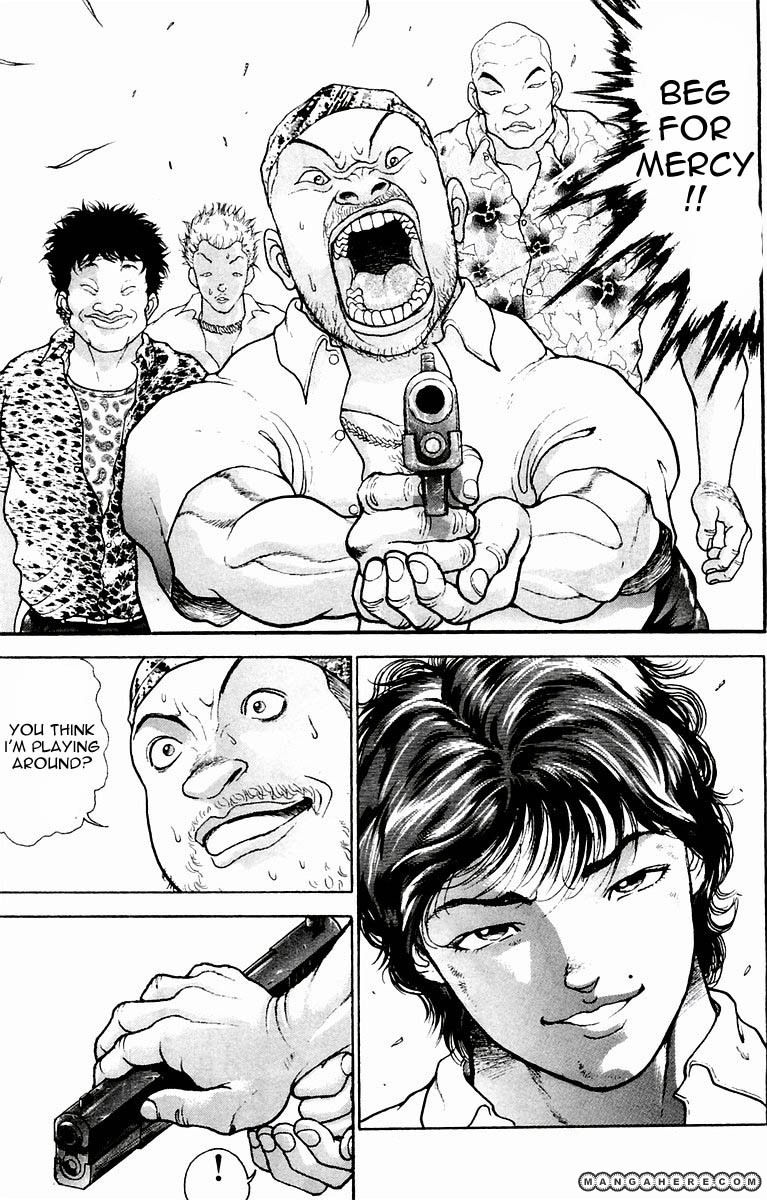 BEG
FOR
MERCY
!!
YOU THINK
I'M PLAYING
AROUND?
!
MANGAHERE.COM